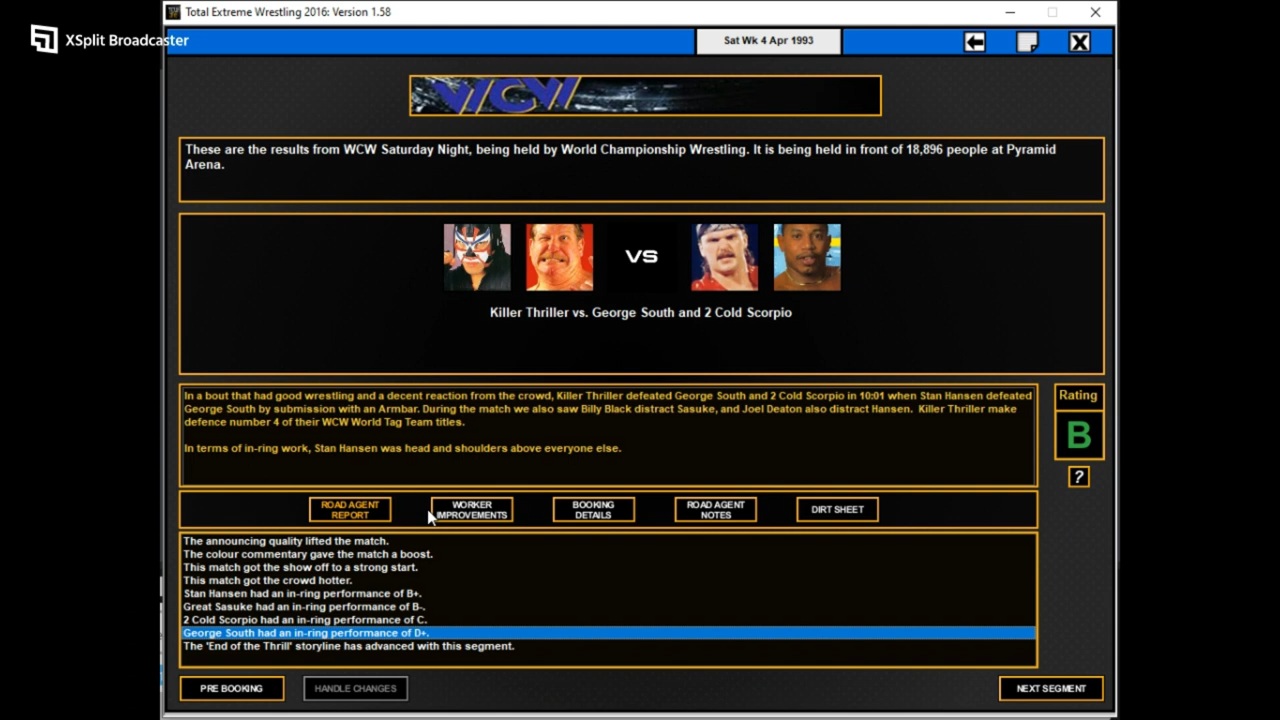 Total Extreme Wrestling 2016: Version 1.58
XSplit Broadcaster
Sat Wk 4 Apr 1993
WCW
These are the results from WCW Saturday Night, being held by World Championship Wrestling. It is being held in front of 18,896 people at Pyramid
Arena.
VS
Killer Thriller vs. George South and 2 Cold Scorpio
In a bout that had good wrestling and a decent reaction from the crowd, Killer Thriller defeated George South and 2 Cold Scorpio in 10:01 when Stan Hansen defeated
George South by submission with an Armbar. During the match we also saw Billy Black distract Sasuke, and Joel Deaton also distract Hansen.  Killer Thriller make
defence number 4 of their WCW World Tag Team titles.
In terms of in-ring work, Stan Hansen was head and shoulders above everyone else.
Rating
B
?
ROAD AGENT
REPORT
WORKER
IMPROVEMENTS
BOOKING
DETAILS
ROAD AGENT
NOTES
DIRT SHEET
The announcing quality lifted the match.
The colour commentary gave the match a boost.
This match got the show off to a strong start.
This match got the crowd hotter.
Stan Hansen had an in-ring performance of B+.
Great Sasuke had an in-ring performance of B-.
2 Cold Scorpio had an in-ring performance of C.
George South had an in-ring performance of D+.
The 'End of the Thrill' storyline has advanced with this segment.
PRE BOOKING
HANDLE CHANGES
NEXT SEGMENT